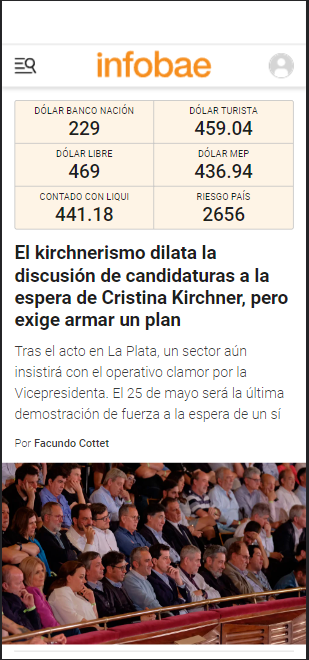 infobae
DÓLAR BANCO NACIÓN
229
DÓLAR TURISTA
459.04
DÓLAR LIBRE
469
DÓLAR MEP
436.94
CONTADO CON LIQUI
441.18
RIESGO PAÍS
2656
El kirchnerismo dilata la
discusión de candidaturas a la
espera de Cristina Kirchner, pero
exige armar un plan
Tras el acto en La Plata, un sector aún
insistirá con el operativo clamor por la
Vicepresidenta. El 25 de mayo será la última
demostración de fuerza a la espera de un sí
Por Facundo Cottet